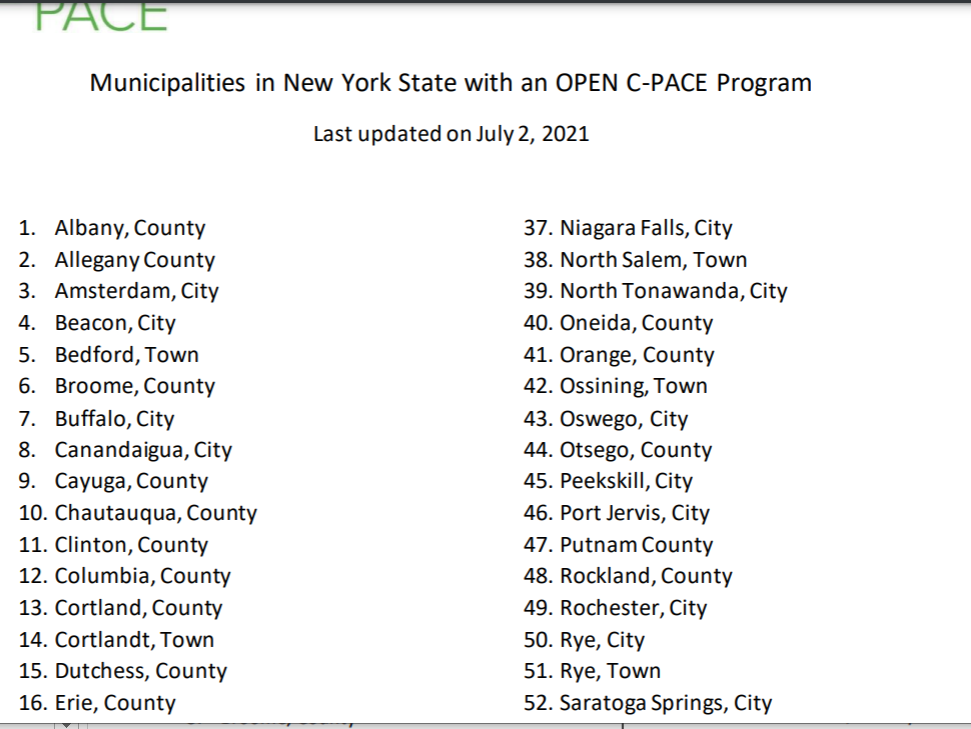 PACE
Municipalities in New York State with an OPEN C-PACE Program
Last updated on July 2, 2021
1. Albany, County
2. Allegany County
3. Amsterdam, City
4. Beacon, City
5. Bedford, Town
6. Broome, County
7. Buffalo, City
8. Canandaigua, City
9. Cayuga, County
10. Chautauqua, County
11. Clinton, County
12. Columbia, County
13. Cortland, County
14. Cortlandt, Town
15. Dutchess, County
16. Erie, County
37. Niagara Falls, City
38. North Salem, Town
39. North Tonawanda, City
40. Oneida, County
41. Orange, County
42. Ossining, Town
43. Oswego, City
44. Otsego, County
45. Peekskill, City
46. Port Jervis, City
47. Putnam County
48. Rockland, County
49. Rochester, City
50. Rye, City
51. Rye, Town
52. Saratoga Springs, City